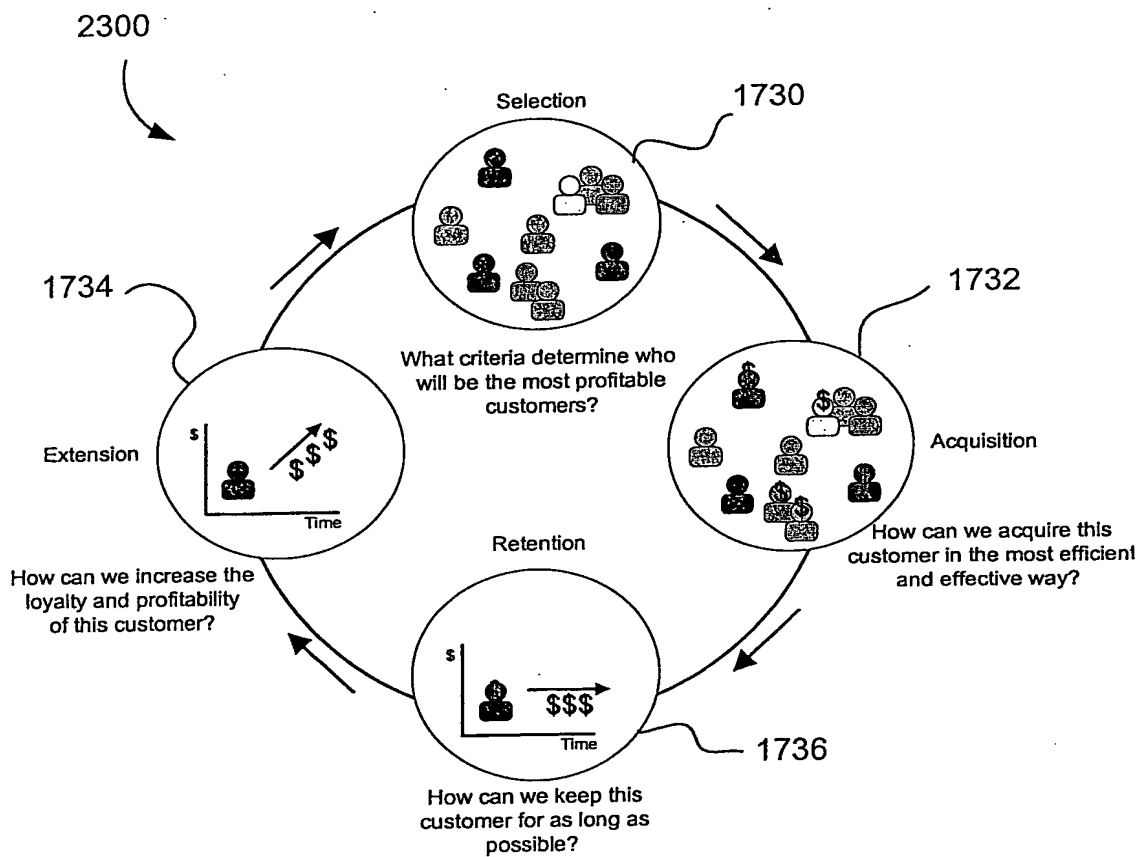 2300
Selection
1730
What criteria determine who
will be the most profitable
customers?
1732
Acquisition
$
$
$
$
$
How can we acquire this
customer in the most efficient
and effective way?
Retention
$
$
$$$
Time
1736
How can we keep this
customer for as long as
possible?
1734
Extension
$
$$$
Time
How can we increase the
loyalty and profitability
of this customer?